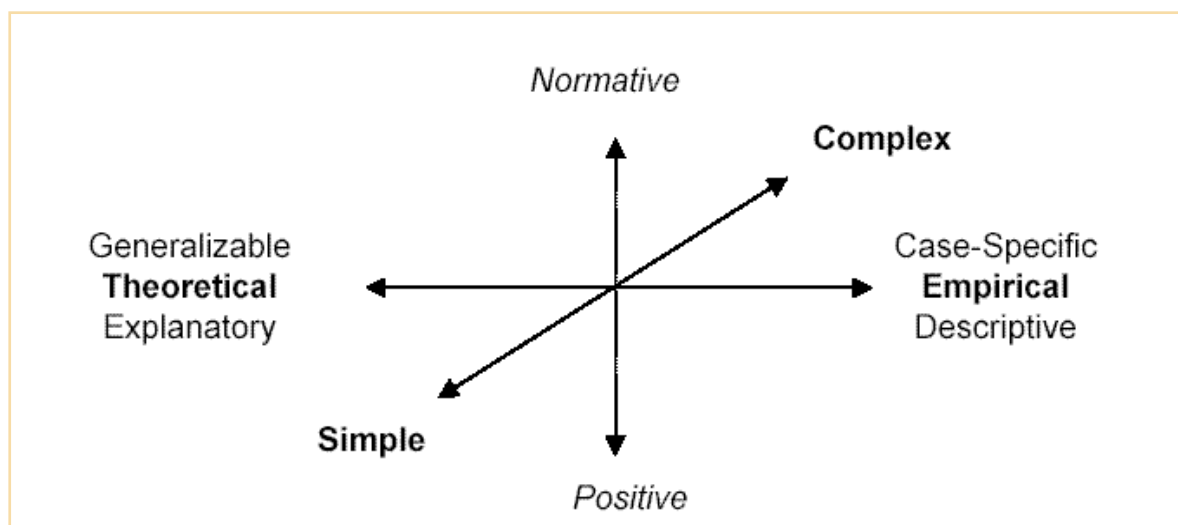 Normative
Complex
Generalizable
Theoretical
Explanatory
Case-Specific
Empirical
Descriptive
Simple
Positive